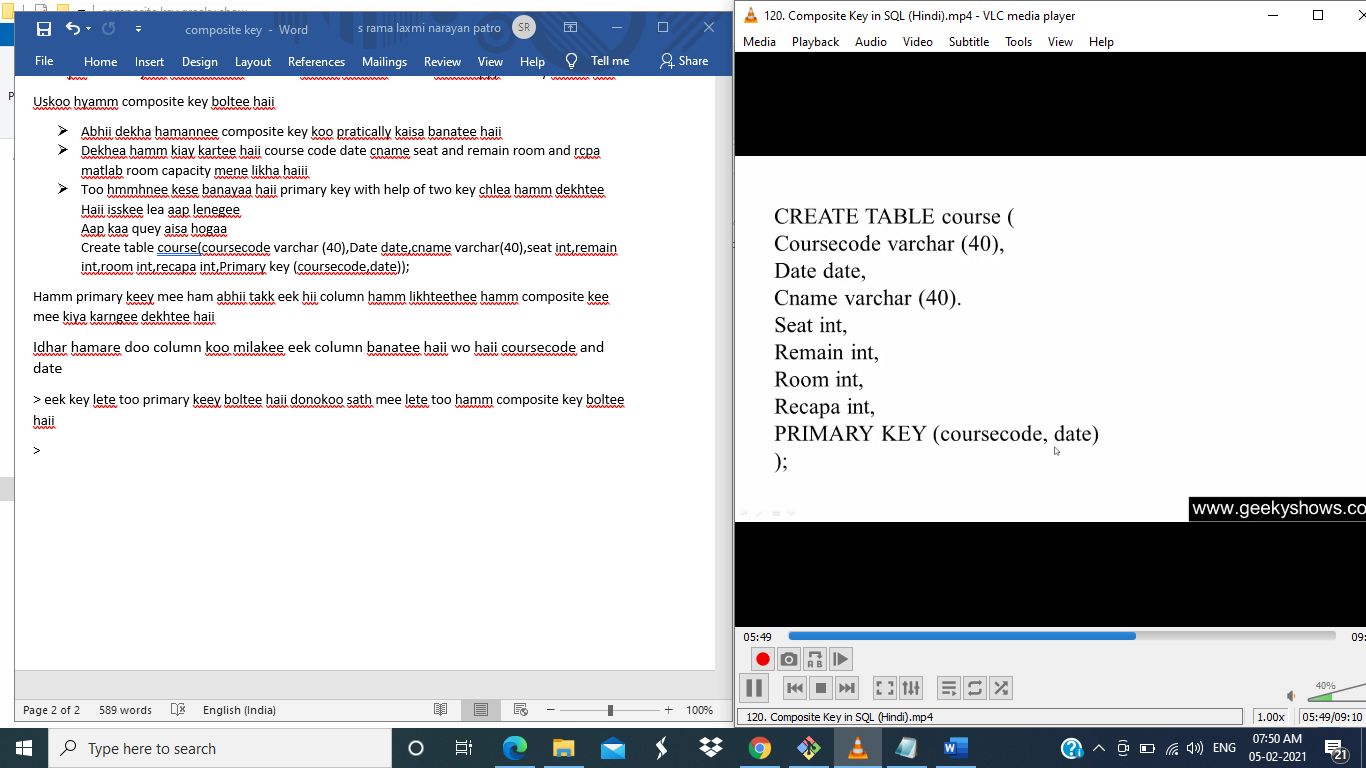 composite key - Word
s rama laxmi narayan patro
SR
File Home Insert Design Layout References Mailings Review View Help Tell me Share
Uskoo hyamm composite key boltee haii
Abhii dekha hamannee composite key koo pratically kaisa banatee haii
Dekhea hamm kiay kartee haii course code date cname seat and remain room and rcpa
matlab room capacity mene likha haiii
Too hmmhnee kese banayaa haii primary key with help of two key chlea hamm dekhtee
Haii isskee lea aap lenegee
Aap kaa quey aisa hogaa
Create table course(coursecode varchar (40),Date date,cname varchar(40),seat int,remain
int,room int,recapa int,Primary key (coursecode,date));
Hamm primary keey mee ham abhii takk eek hii column hamm likhteethee hamm composite kee
mee kiya karngee dekhtee haii
Idhar hamare doo column koo milakee eek column banatee haii wo haii coursecode and
date
> eek key lete too primary keey boltee haii donokoo sath mee lete too hamm composite key boltee
haii
>
Page 2 of 2 589 words English (India) 100%
120. Composite Key in SQL (Hindi).mp4 - VLC media player
Media Playback Audio Video Subtitle Tools View Help
CREATE TABLE course (
Coursecode varchar (40),
Date date,
Cname varchar (40).
Seat int,
Remain int,
Room int,
Recapa int,
PRIMARY KEY (coursecode, date)
);
www.geekyshows.co
05:49
09:
40%
120. Composite Key in SQL (Hindi).mp4
1.00x
05:49/09:10
Type here to search
ENG
07:50 AM
05-02-2021
21